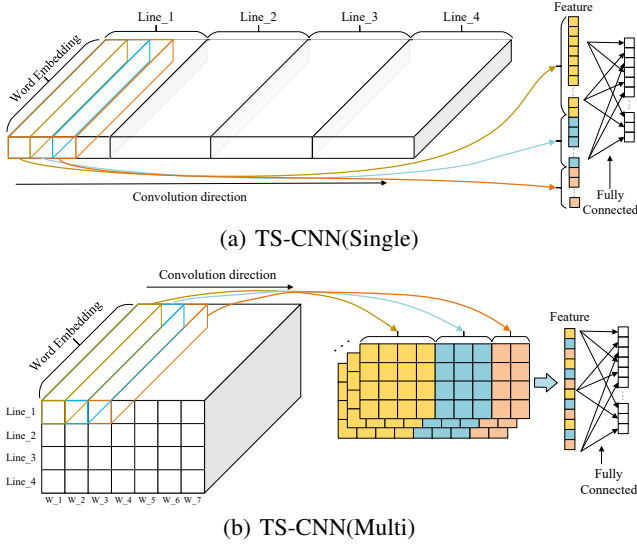 Line_1
Line_2
Line_3
Line_4
Feature
Word Embedding
Convolution direction
Fully
Connected
(a) TS-CNN(Single)
Convolution direction
Word Embedding
Feature
Line_1
Line_2
Line_3
Line_4
W_1 W_2 W_3 W_4 W_5 W_6 W_7
Fully
Connected
(b) TS-CNN(Multi)